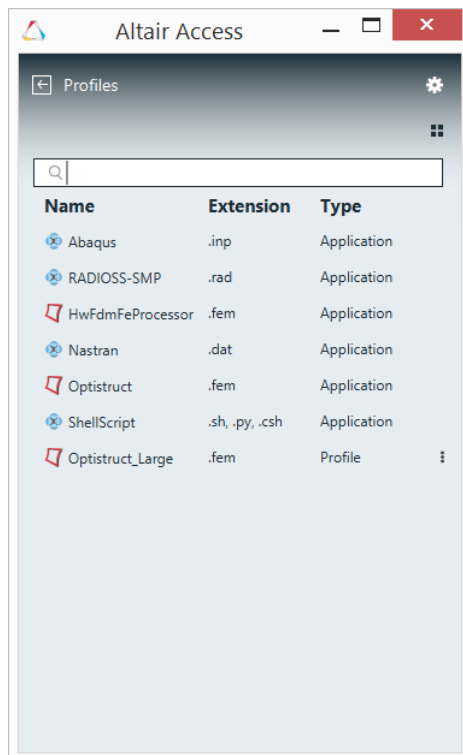 Altair Access
Profiles
Name Extension Type
Abaqus .inp Application
RADIOSS-SMP .rad Application
HwFdmFeProcessor .fem Application
Nastran .dat Application
Optistruct .fem Application
ShellScript .sh, .py, .csh Application
Optistruct_Large .fem Profile